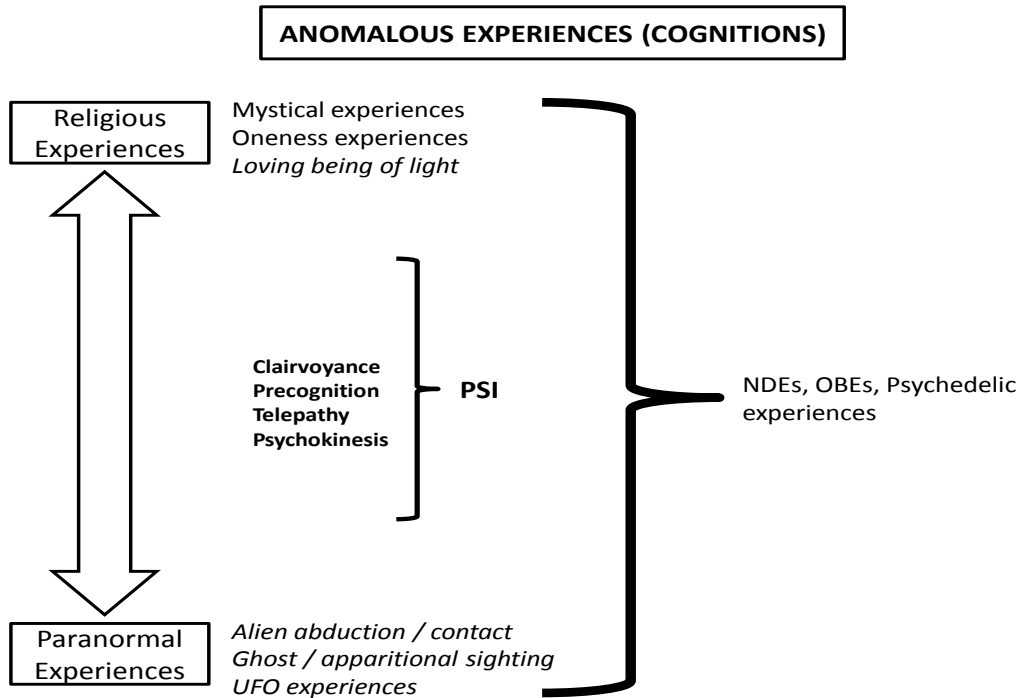 ANOMALOUS EXPERIENCES (COGNITIONS)
Religious
Experiences
Mystical experiences
Oneness experiences
Loving being of light
Clairvoyance
Precognition
Telepathy
Psychokinesis
PSI
NDEs, OBEs, Psychedelic
experiences
Paranormal
Experiences
Alien abduction / contact
Ghost / apparitional sighting
UFO experiences